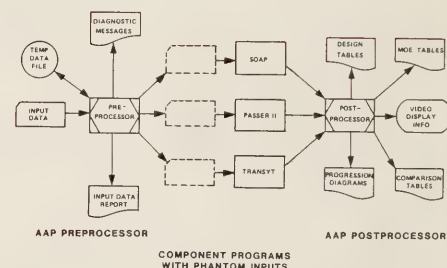 DIAGNOSTIC
MESSAGES
TEMP
DATA
FILE
INPUT
DATA
PRE-
PROCESSOR
INPUT DATA
REPORT
SOAP
PASSER II
TRANSYT
DESIGN
TABLES
MOE TABLES
POST-
PROCESSOR
VIDEO
DISPLAY
INFO
PROGRESSION
DIAGRAMS
COMPARISON
TABLES
AAP PREPROCESSOR
AAP POSTPROCESSOR
COMPONENT PROGRAMS
WITH PHANTOM INPUTS